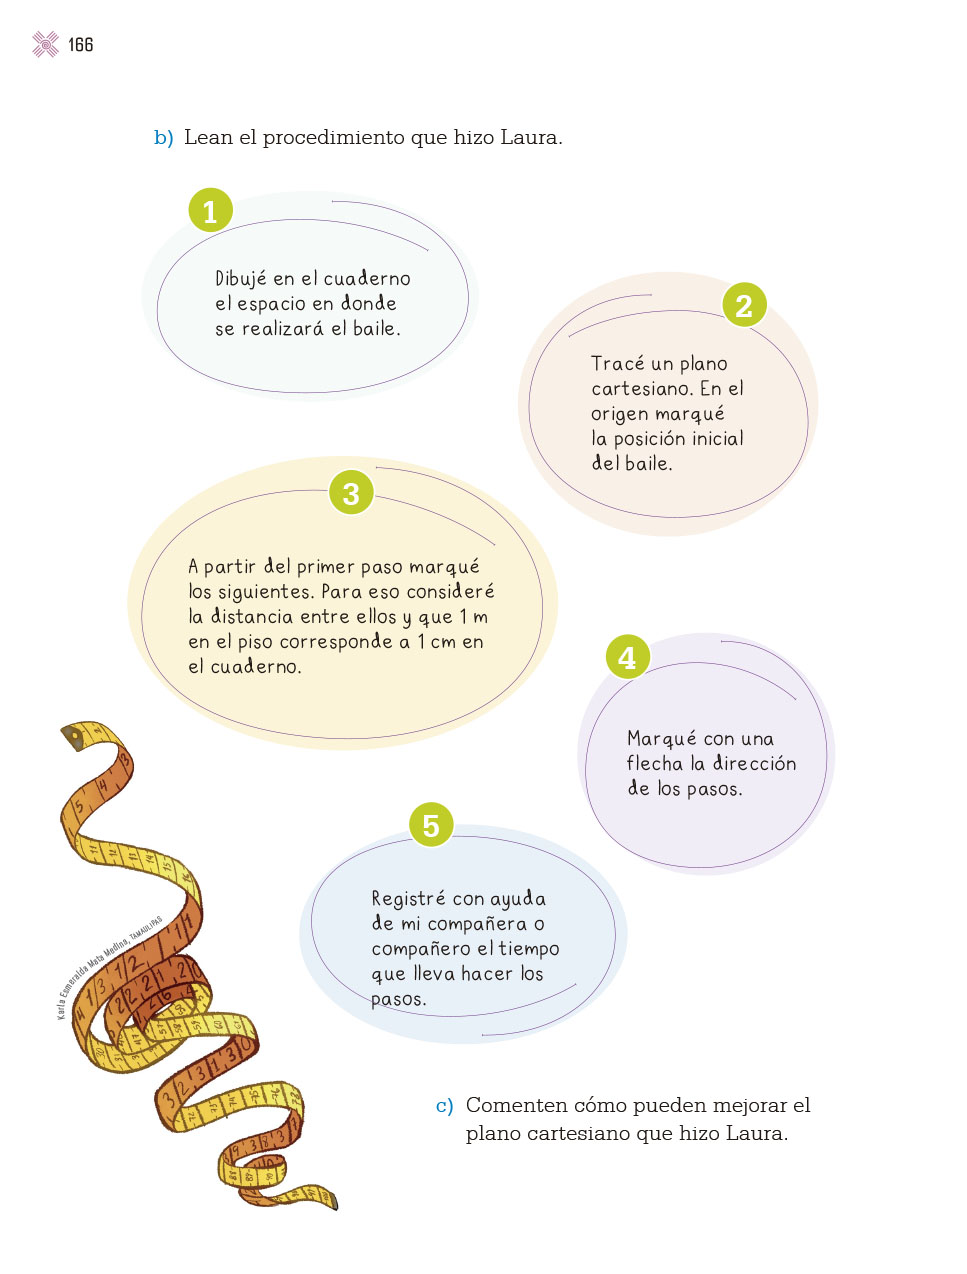 166
b) Lean el procedimiento que hizo Laura.
1
Dibujé en el cuaderno
el espacio en donde
se realizará el baile.
2
Tracé un plano
cartesiano. En el
origen marqué
la posición inicial
del baile.
3
A partir del primer paso marqué
los siguientes. Para eso consideré
la distancia entre ellos y que 1 m
en el piso corresponde a 1 cm en
el cuaderno.
4
Marqué con una
flecha la dirección
de los pasos.
5
Registré con ayuda
de mi compañera o
compañero el tiempo
que lleva hacer los
pasos.
Karla Esmeralda Mata Medina, TAMAULIPAS
c) Comenten cómo pueden mejorar el
plano cartesiano que hizo Laura.